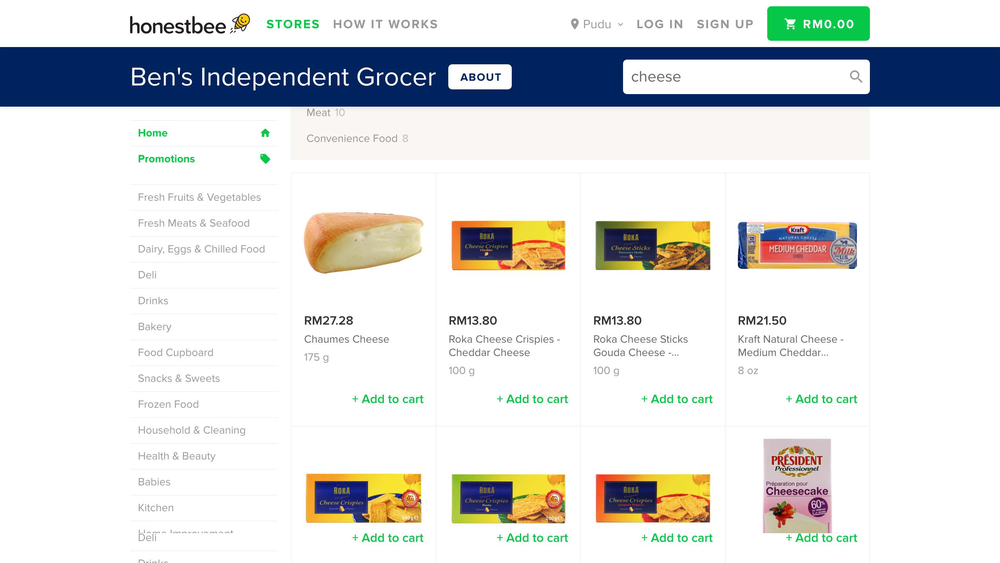 honestbee
STORES
HOW IT WORKS
Pudu
LOG IN
SIGN UP
RM0.00
Ben's Independent Grocer
ABOUT
cheese
Meat 10
Convenience Food 8
Home
Promotions
Fresh Fruits & Vegetables
Fresh Meats & Seafood
Dairy, Eggs & Chilled Food
Deli
Drinks
Bakery
Food Cupboard
Snacks & Sweets
Frozen Food
Household & Cleaning
Health & Beauty
Babies
Kitchen
Home Improvement
Deli
Drinks
ROKA
Cheese Crispies
ROKA
Cheese Sticks
Kraft
NATURAL CHEESE
MEDIUM CHEDDAR
Milk
RM27.28
Chaumes Cheese
175 g
+ Add to cart
RM13.80
Roka Cheese Crispies -
Cheddar Cheese
100 g
+ Add to cart
RM13.80
Roka Cheese Sticks
Gouda Cheese -...
100 g
+ Add to cart
RM21.50
Kraft Natural Cheese -
Medium Cheddar...
8 oz
+ Add to cart
ROKA
Cheese Crispies
+ Add to cart
ROKA
Cheese Crispies
+ Add to cart
ROKA
Cheese Crispies
+ Add to cart
PRÉSIDENT
Professionnel
Préparation pour
Cheesecake
60%
+ Add to cart